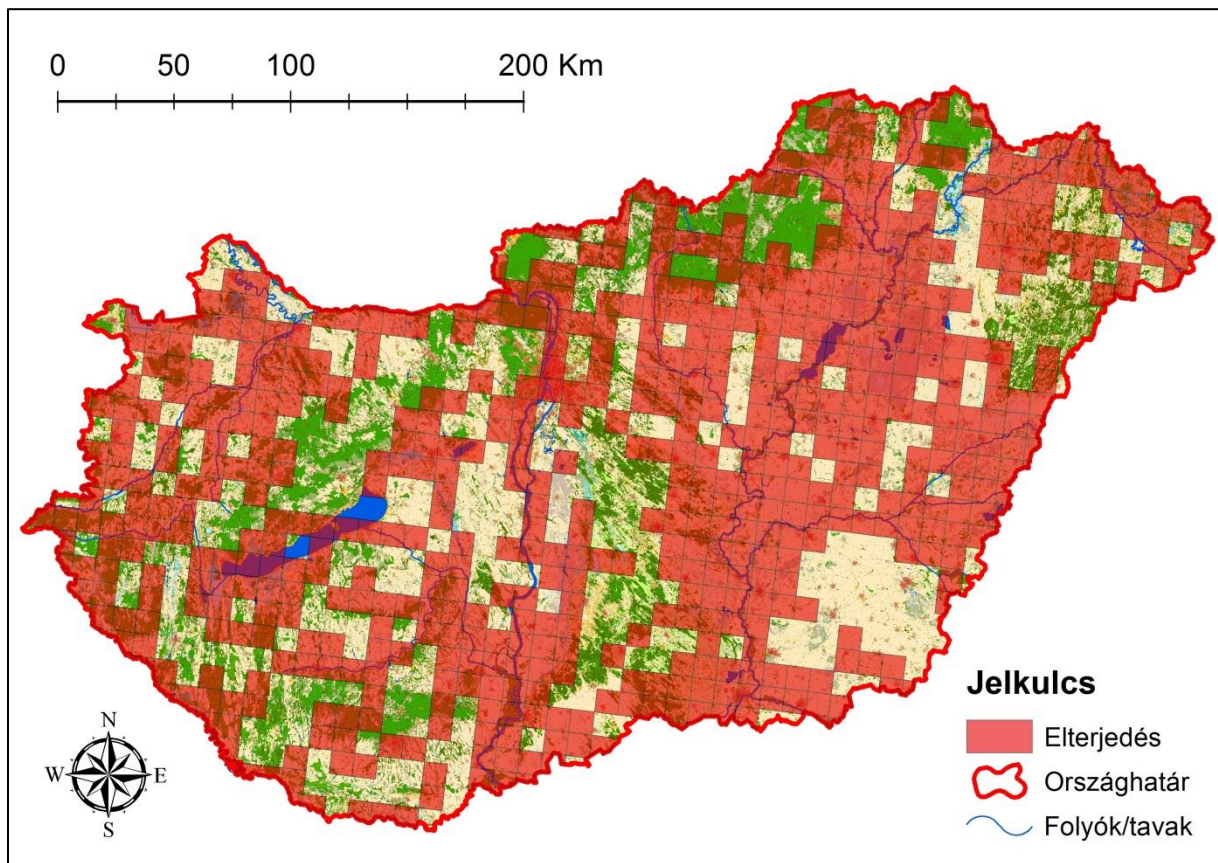 0 50 100 200 Km
N
W E
S
Jelkulcs
Elterjedés
Országhatár
Folyók/tavak